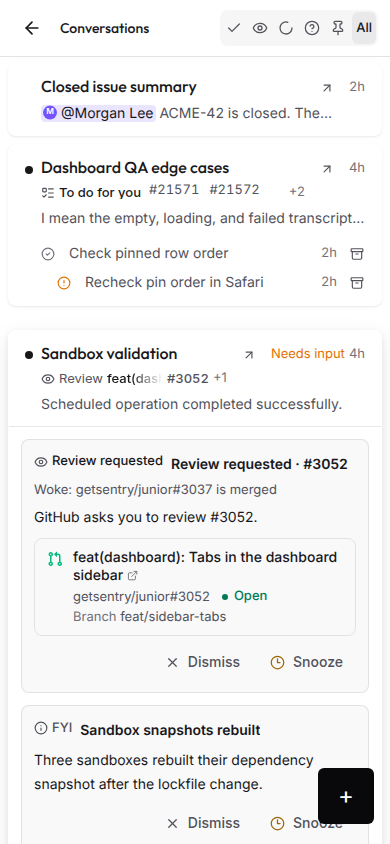 Conversations
All
Closed issue summary 2h
M @Morgan Lee ACME-42 is closed. The...
Dashboard QA edge cases 4h
To do for you #21571 #21572 +2
I mean the empty, loading, and failed transcript...
Check pinned row order 2h
Recheck pin order in Safari 2h
Sandbox validation Needs input 4h
Review feat(das #3052 +1
Scheduled operation completed successfully.
Review requested Review requested · #3052
Woke: getsentry/junior#3037 is merged
GitHub asks you to review #3052.
feat(dashboard): Tabs in the dashboard
sidebar
getsentry/junior#3052 Open
Branch feat/sidebar-tabs
Dismiss Snooze
FYI Sandbox snapshots rebuilt
Three sandboxes rebuilt their dependency
snapshot after the lockfile change.
+
Dismiss Snooze